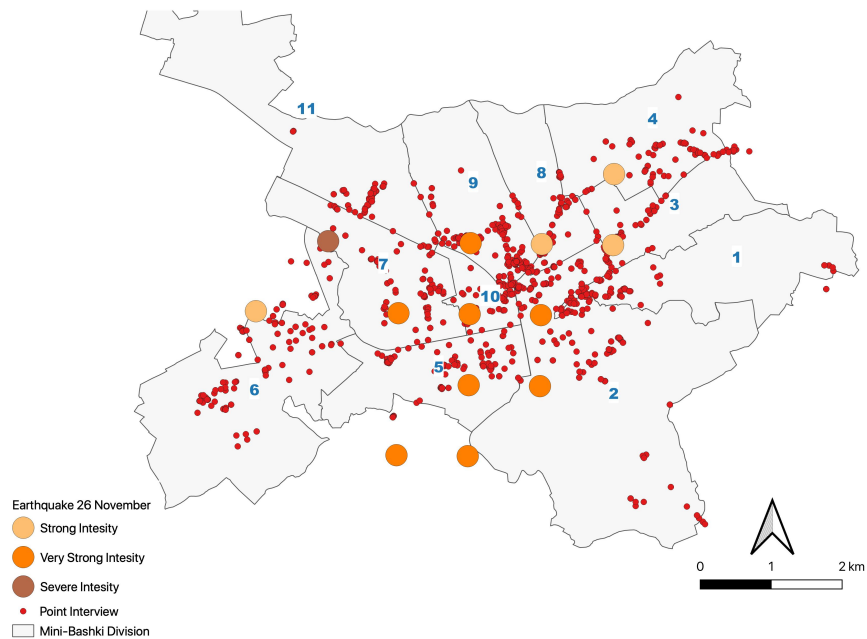 11
4
9
8
3
1
7
10
5
6
2
Earthquake 26 November
Strong Intesity
Very Strong Intesity
Severe Intesity
Point Interview
Mini-Bashki Division
0 1 2 km